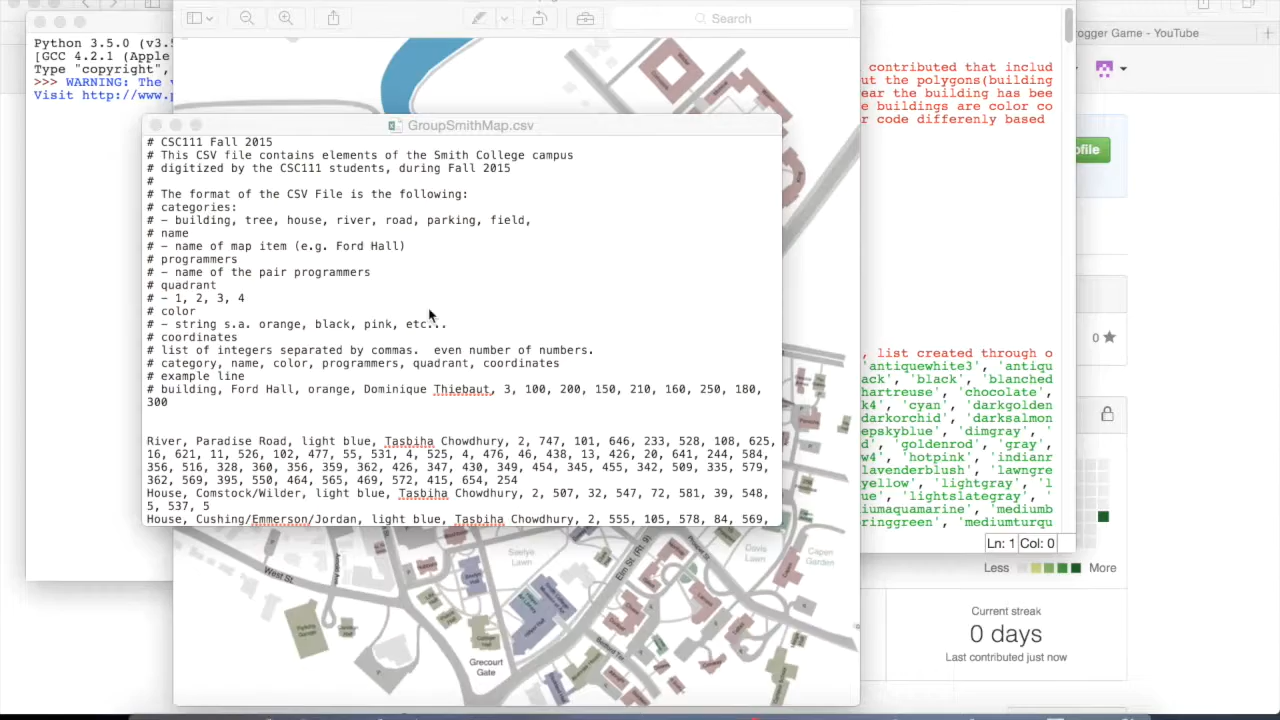 Search
rogger Game - YouTube
Python 3.5.0 (v3.5
[GCC 4.2.1 (Apple
Type "copyright",
>>> WARNING: The v
Visit http://www.p
contributed that includ
ut the polygons(building
ear the building has bee
e buildings are color co
r code differenly based
ofile
GroupSmithMap.csv
# CSC111 Fall 2015
# This CSV file contains elements of the Smith College campus
# digitized by the CSC111 students, during Fall 2015
#
# The format of the CSV File is the following:
# categories:
# - building, tree, house, river, road, parking, field,
# name
# - name of map item (e.g. Ford Hall)
# programmers
# - name of the pair programmers
# quadrant
# - 1, 2, 3, 4
# color
# - string s.a. orange, black, pink, etc...
# coordinates
# list of integers separated by commas.  even number of numbers.
# category, name, color, programmers, quadrant, coordinates
# example line
# building, Ford Hall, orange, Dominique Thiebaut, 3, 100, 200, 150, 210, 160, 250, 180,
300
River, Paradise Road, light blue, Tasbiha Chowdhury, 2, 747, 101, 646, 233, 528, 108, 625,
16, 621, 11, 526, 102, 477, 55, 531, 4, 525, 4, 476, 46, 438, 13, 426, 20, 641, 244, 584,
356, 516, 328, 360, 356, 359, 362, 426, 347, 430, 349, 454, 345, 455, 342, 509, 335, 579,
362, 569, 395, 550, 464, 565, 469, 572, 415, 654, 254
House, Comstock/Wilder, light blue, Tasbiha Chowdhury, 2, 507, 32, 547, 72, 581, 39, 548,
5, 537, 5
House, Cushing/Emmerson/Jordan, light blue, Tasbiha Chowdhury, 2, 555, 105, 578, 84, 569,
0
, list created through o
'antiquewhite3', 'antiqu
ack', 'black', 'blanched
hartreuse', 'chocolate',
k4', 'cyan', 'darkgolden
darkorchid', 'darksalmon
epskyblue', 'dimgray', '
'goldenrod', 'gray',
w4', 'hotpink', 'indianr
lavenderblush', 'lawngre
yellow', 'lightgray', 'l
ue', 'lightslategray', '
iumaquamarine', 'mediumb
ringgreen', 'mediumturqu
Ln: 1 Col: 0
Less
More
Current streak
0 days
Last contributed just now
Seelye
Lawn
Davis
Lawn
Capen
Garden
Elm St. (Rt. 9)
West St.
Grecourt
Gate